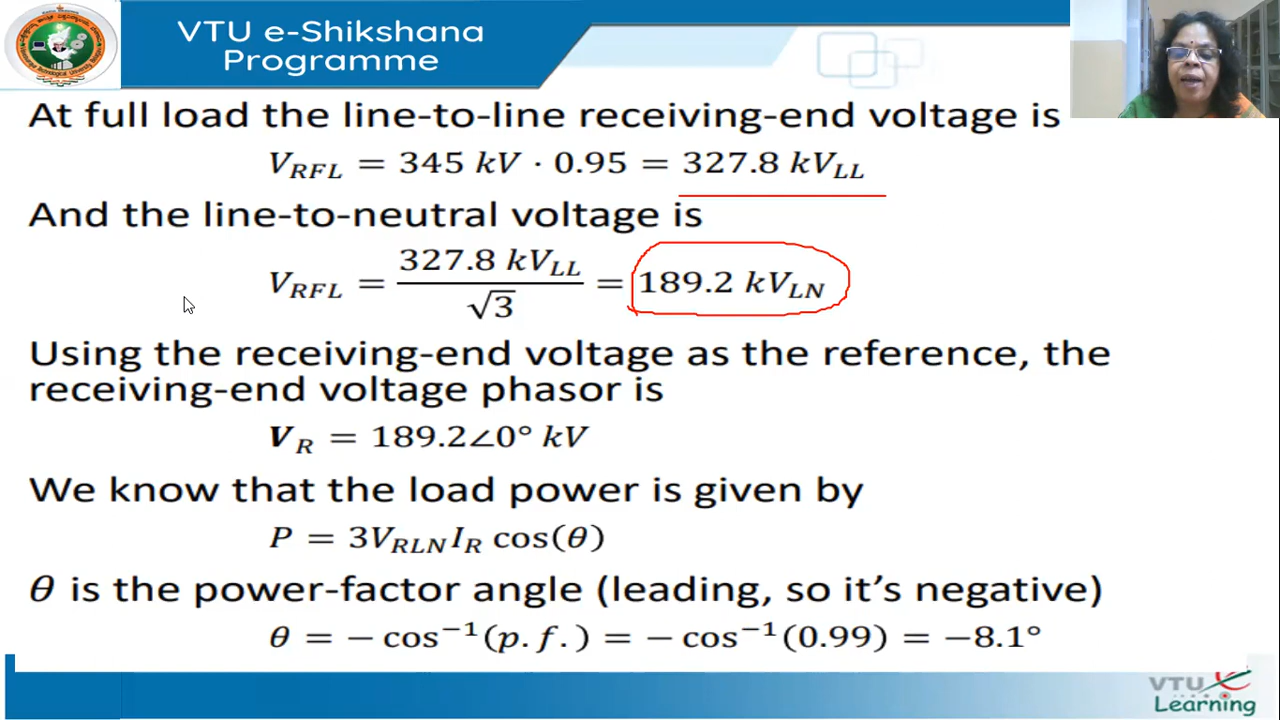 VTU e-Shikshana
Programme
At full load the line-to-line receiving-end voltage is
V_RFL = 345 kV · 0.95 = 327.8 kV_LL
And the line-to-neutral voltage is
V_RFL = 327.8 kV_LL / √3 = 189.2 kV_LN
Using the receiving-end voltage as the reference, the
receiving-end voltage phasor is
V_R = 189.2∠0° kV
We know that the load power is given by
P = 3V_RLN I_R cos(θ)
θ is the power-factor angle (leading, so it's negative)
θ = − cos⁻¹(p.f.) = − cos⁻¹(0.99) = −8.1°
VTU
Learning